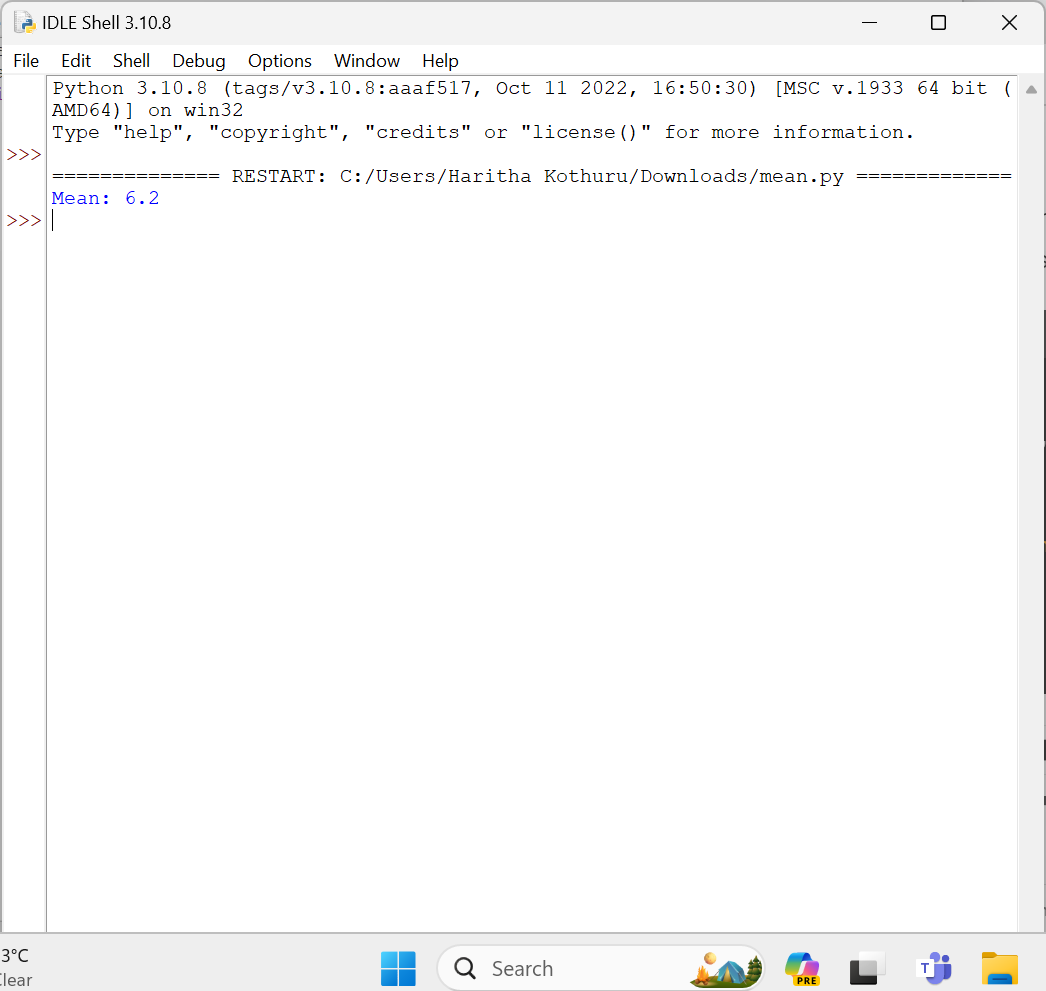 IDLE Shell 3.10.8
File Edit Shell Debug Options Window Help
Python 3.10.8 (tags/v3.10.8:aaaf517, Oct 11 2022, 16:50:30) [MSC v.1933 64 bit (
AMD64)] on win32
Type "help", "copyright", "credits" or "license()" for more information.
>>>
============== RESTART: C:/Users/Haritha Kothuru/Downloads/mean.py =============
Mean: 6.2
>>>
3°C
Search
PRE
T